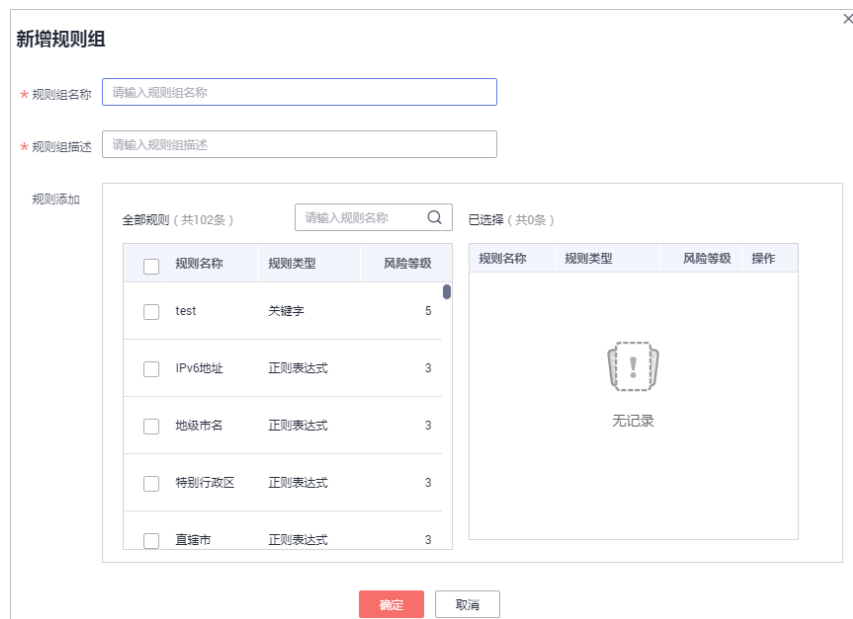 新增规则组
* 规则组名称 请输入规则组名称
* 规则组描述 请输入规则组描述
规则添加
全部规则（共102条） 请输入规则名称 已选择（共0条）
规则名称 规则类型 风险等级 规则名称 规则类型 风险等级 操作
test 关键字 5
IPv6地址 正则表达式 3
地级市名 正则表达式 3
无记录
特别行政区 正则表达式 3
直辖市 正则表达式 3
确定 取消